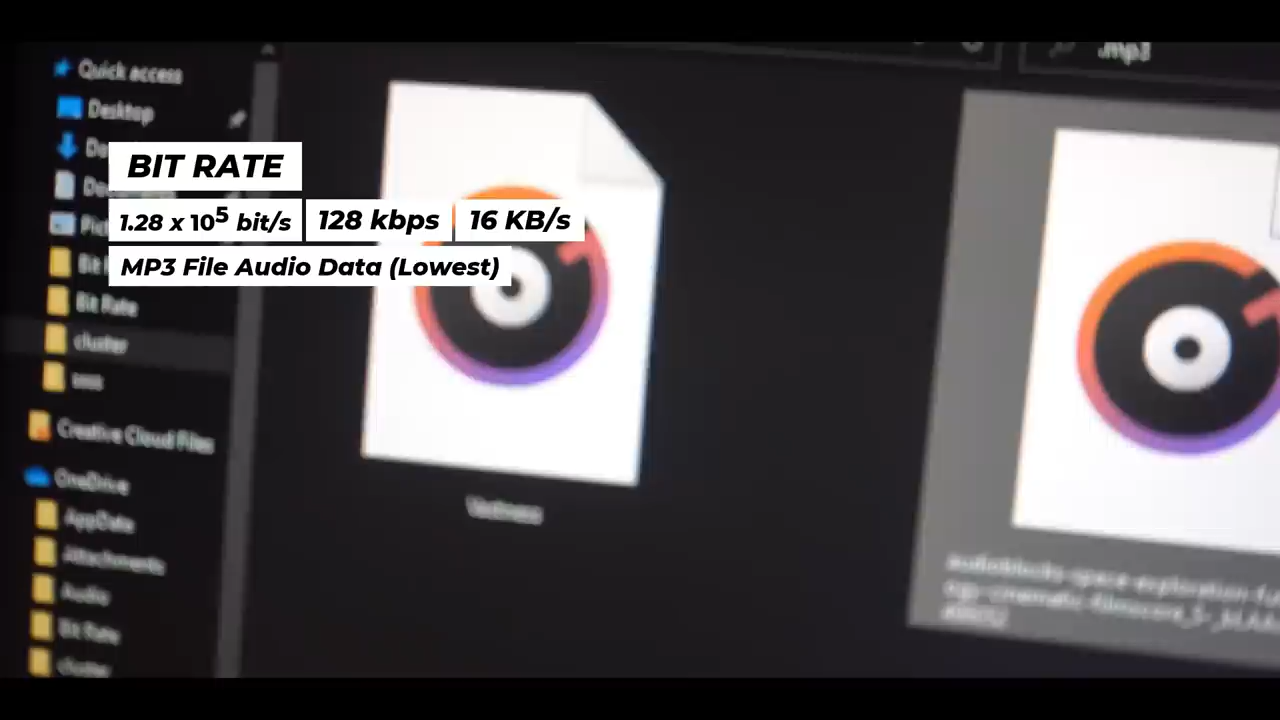 Quick access
.mp3
Desktop
BIT RATE
1.28 x 10⁵ bit/s 128 kbps 16 KB/s
MP3 File Audio Data (Lowest)
Bit Rate
cluster
Creative Cloud Files
OneDrive
AppData
Attachments
Audio
Bit Rate
cluster